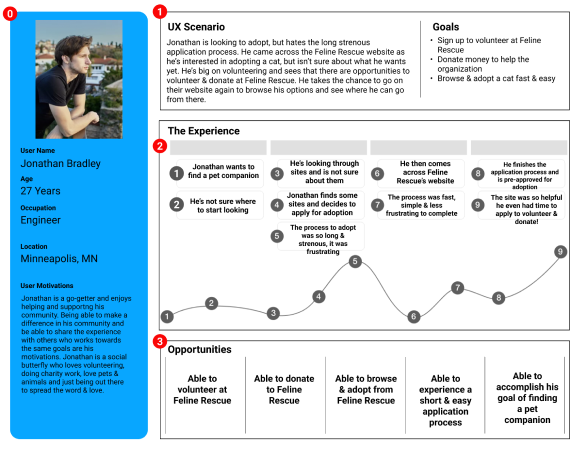 0
User Name
Jonathan Bradley
Age
27 Years
Occupation
Engineer
Location
Minneapolis, MN
User Motivations
Jonathan is a go-getter and enjoys
helping and supporting his
community. Being able to make a
difference in his community and
be able to share the experience
with others who works towards
the same goals are his
motivations. Jonathan is a social
butterfly who loves volunteering,
doing charity work, love pets &
animals and just being out there
to spread the word & love.
1
UX Scenario
Jonathan is looking to adopt, but hates the long strenous
application process. He came across the Feline Rescue website as
he's interested in adopting a cat, but isn't sure about what he wants
yet. He's big on volunteering and sees that there are opportunities to
volunteer & donate at Feline Rescue. He takes the chance to go on
their website again to browse his options and see where he can go
from there.
Goals
• Sign up to volunteer at Feline
Rescue
• Donate money to help the
organization
• Browse & adopt a cat fast & easy
2
The Experience
1
Jonathan wants to
find a pet companion
2
He's not sure where
to start looking
3
He's looking through
sites and is not sure
about them
4
Jonathan finds some
sites and decides to
apply for adoption
5
The process to adopt
was so long &
strenous, it was
frustrating
6
He then comes
across Feline
Rescue's website
7
The process was fast,
simple & less
frustrating to complete
8
He finishes the
application process and
is pre-approved for
adoption
9
The site was so helpful
he even had time to
apply to volunteer &
donate!
1
2
3
4
5
6
7
8
9
3
Opportunities
Able to
volunteer at
Feline Rescue
Able to donate
to Feline
Rescue
Able to browse
& adopt from
Feline Rescue
Able to
experience a
short & easy
application
process
Able to
accomplish his
goal of finding
a pet
companion